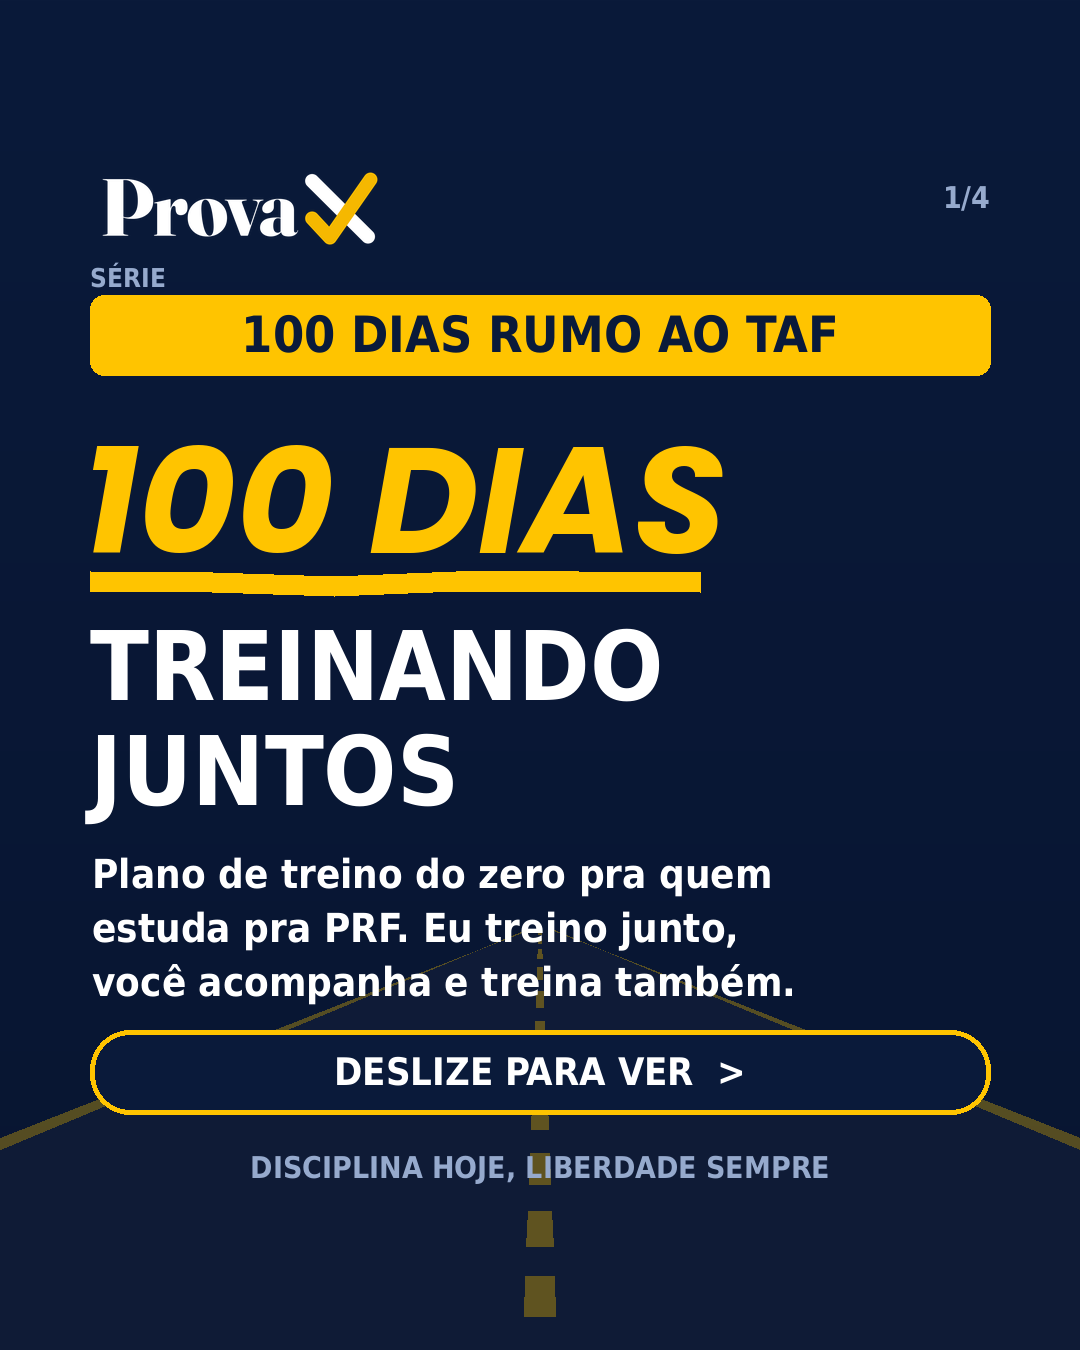 ProvaX
1/4
SÉRIE
100 DIAS RUMO AO TAF
100 DIAS
TREINANDO
JUNTOS
Plano de treino do zero pra quem
estuda pra PRF. Eu treino junto,
você acompanha e treina também.
DESLIZE PARA VER >
DISCIPLINA HOJE, LIBERDADE SEMPRE